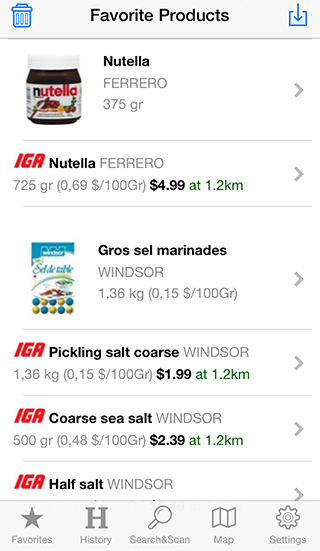 Favorite Products
nutella
Nutella
FERRERO
375 gr
IGA Nutella FERRERO
725 gr (0,69 $/100Gr) $4.99 at 1.2km
windsor
Sel de table
Gros sel marinades
WINDSOR
1,36 kg (0,15 $/100Gr)
IGA Pickling salt coarse WINDSOR
1,36 kg (0,15 $/100Gr) $1.99 at 1.2km
IGA Coarse sea salt WINDSOR
500 gr (0,48 $/100Gr) $2.39 at 1.2km
IGA Half salt WINDSOR
Favorites History Search&Scan Map Settings